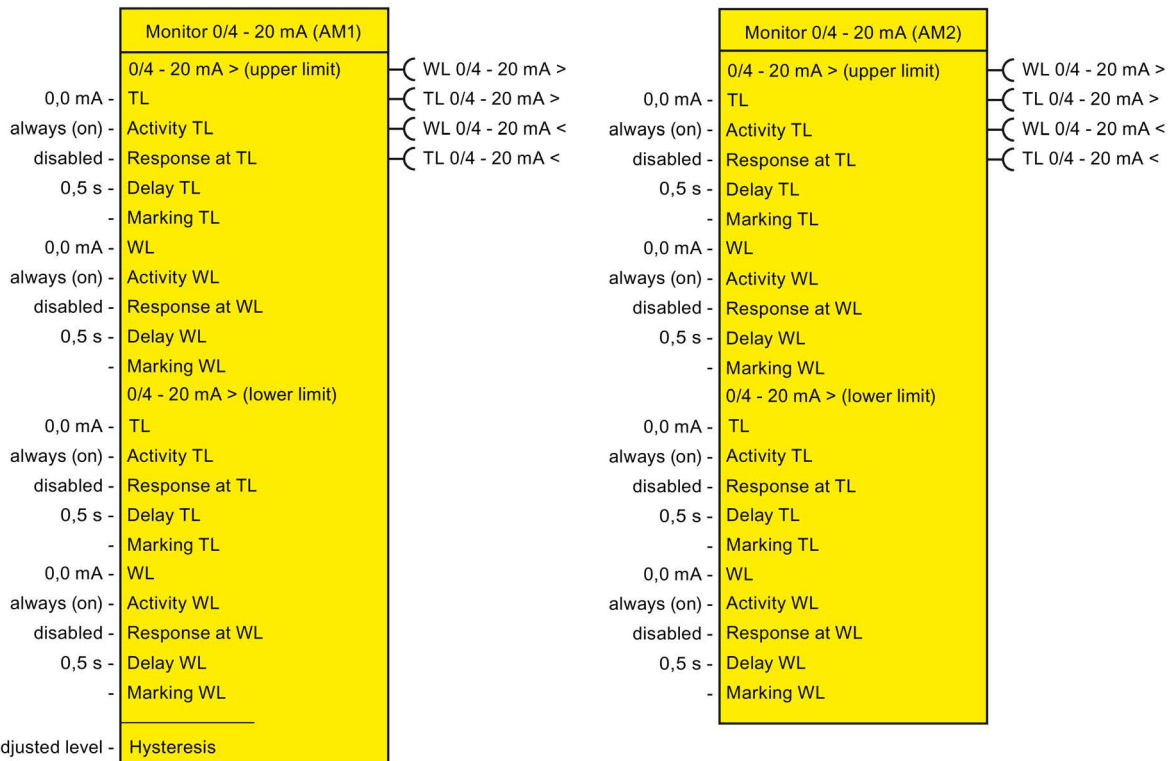 Monitor 0/4 - 20 mA (AM1)
0/4 - 20 mA > (upper limit) WL 0/4 - 20 mA >
0,0 mA - TL TL 0/4 - 20 mA >
always (on) - Activity TL WL 0/4 - 20 mA <
disabled - Response at TL TL 0/4 - 20 mA <
0,5 s - Delay TL
- Marking TL
0,0 mA - WL
always (on) - Activity WL
disabled - Response at WL
0,5 s - Delay WL
- Marking WL
0/4 - 20 mA > (lower limit)
0,0 mA - TL
always (on) - Activity TL
disabled - Response at TL
0,5 s - Delay TL
- Marking TL
0,0 mA - WL
always (on) - Activity WL
disabled - Response at WL
0,5 s - Delay WL
- Marking WL
djusted level - Hysteresis
Monitor 0/4 - 20 mA (AM2)
0/4 - 20 mA > (upper limit) WL 0/4 - 20 mA >
0,0 mA - TL TL 0/4 - 20 mA >
always (on) - Activity TL WL 0/4 - 20 mA <
disabled - Response at TL TL 0/4 - 20 mA <
0,5 s - Delay TL
- Marking TL
0,0 mA - WL
always (on) - Activity WL
disabled - Response at WL
0,5 s - Delay WL
- Marking WL
0/4 - 20 mA > (lower limit)
0,0 mA - TL
always (on) - Activity TL
disabled - Response at TL
0,5 s - Delay TL
- Marking TL
0,0 mA - WL
always (on) - Activity WL
disabled - Response at WL
0,5 s - Delay WL
- Marking WL